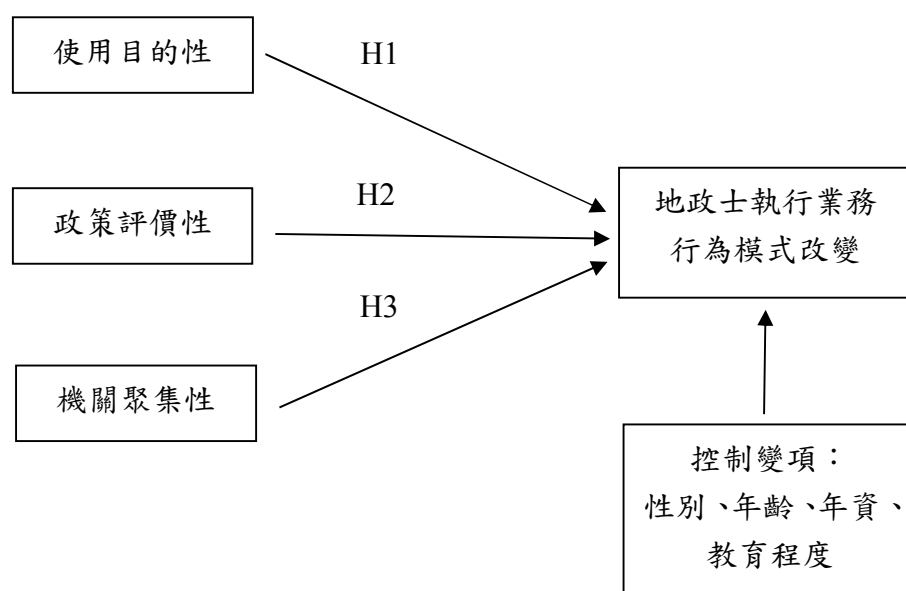 使用目的性
H1
政策評價性
H2
地政士執行業務
行為模式改變
H3
機關聚集性
控制變項：
性別、年齡、年資、
教育程度